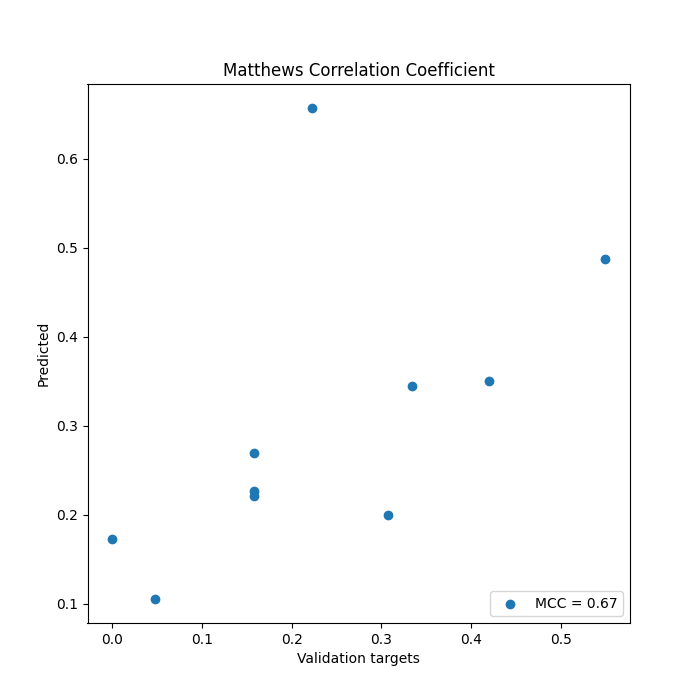 Matthews Correlation Coefficient
Predicted
0.6
0.5
0.4
0.3
0.2
0.1
MCC = 0.67
0.0 0.1 0.2 0.3 0.4 0.5
Validation targets